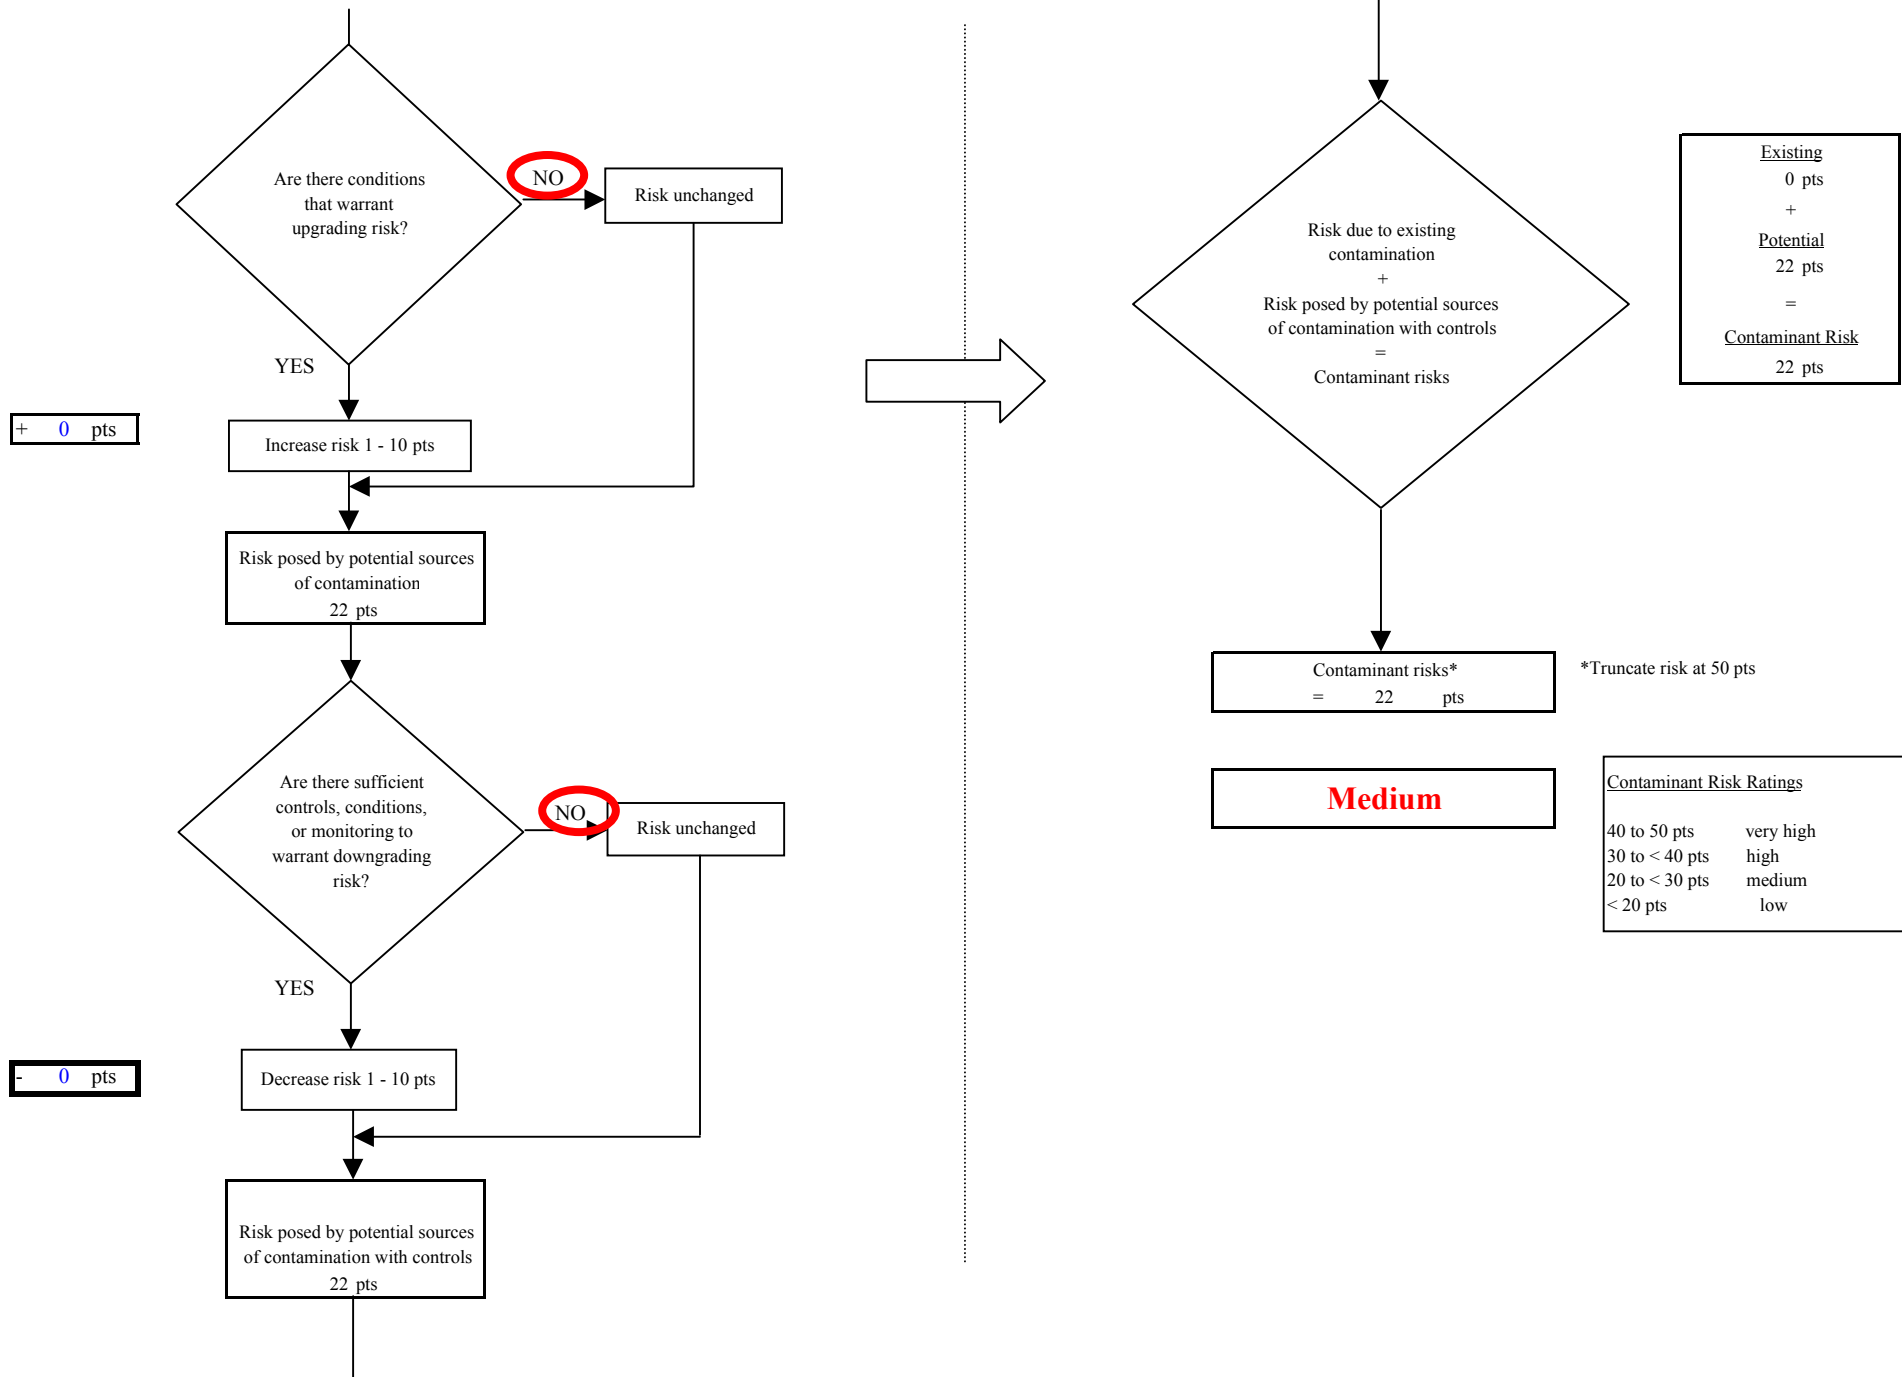 Are there conditions
that warrant
upgrading risk?
NO
Risk unchanged
YES
+ 0 pts
Increase risk 1 - 10 pts
Risk posed by potential sources
of contamination
22 pts
Are there sufficient
controls, conditions,
or monitoring to
warrant downgrading
risk?
NO
Risk unchanged
YES
- 0 pts
Decrease risk 1 - 10 pts
Risk posed by potential sources
of contamination with controls
22 pts
Risk due to existing
contamination
+
Risk posed by potential sources
of contamination with controls
=
Contaminant risks
Existing
0 pts
+
Potential
22 pts
=
Contaminant Risk
22 pts
Contaminant risks*
= 22 pts
*Truncate risk at 50 pts
Medium
Contaminant Risk Ratings
40 to 50 pts very high
30 to < 40 pts high
20 to < 30 pts medium
< 20 pts low